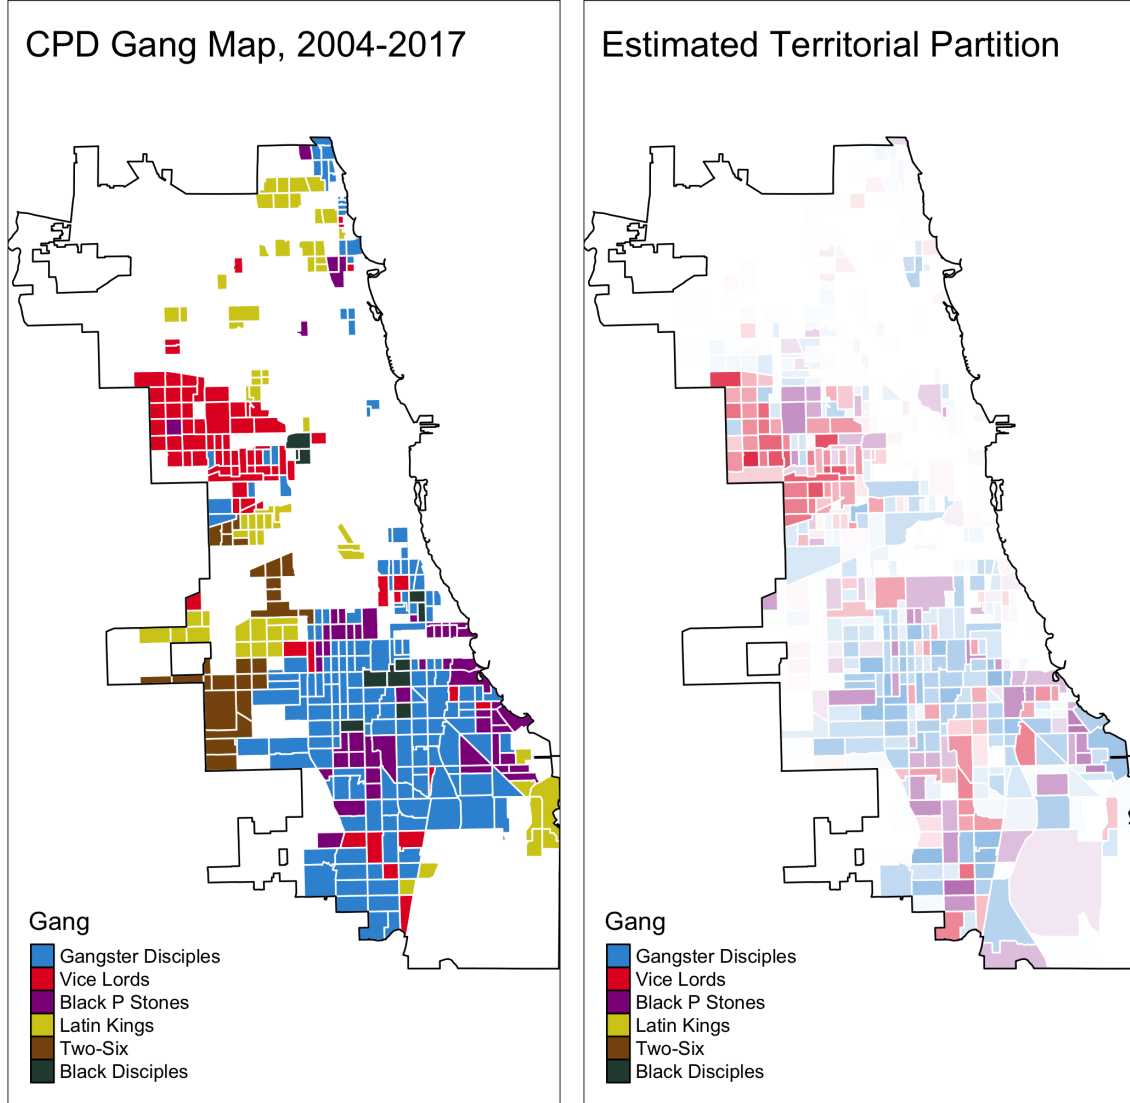 CPD Gang Map, 2004-2017
Gang
Gangster Disciples
Vice Lords
Black P Stones
Latin Kings
Two-Six
Black Disciples
Estimated Territorial Partition
Gang
Gangster Disciples
Vice Lords
Black P Stones
Latin Kings
Two-Six
Black Disciples